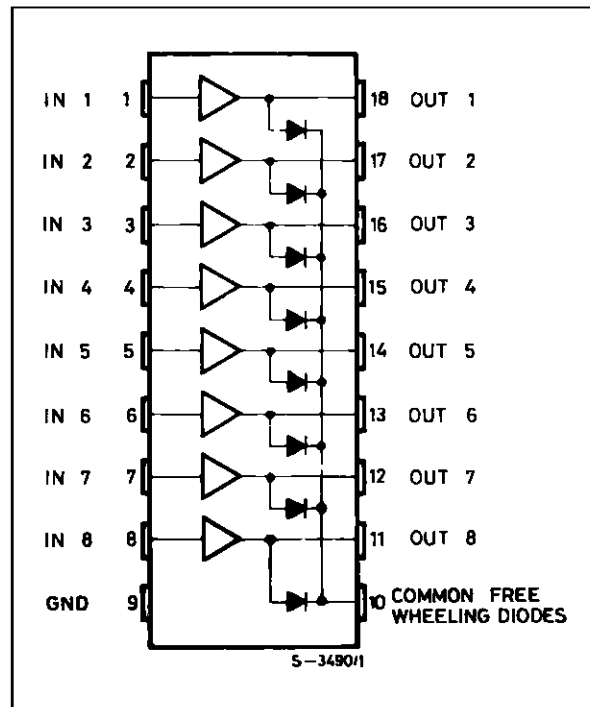 IN 1 1 18 OUT 1
IN 2 2 17 OUT 2
IN 3 3 16 OUT 3
IN 4 4 15 OUT 4
IN 5 5 14 OUT 5
IN 6 6 13 OUT 6
IN 7 7 12 OUT 7
IN 8 8 11 OUT 8
GND 9 10 COMMON FREE
WHEELING DIODES
S-3490/1